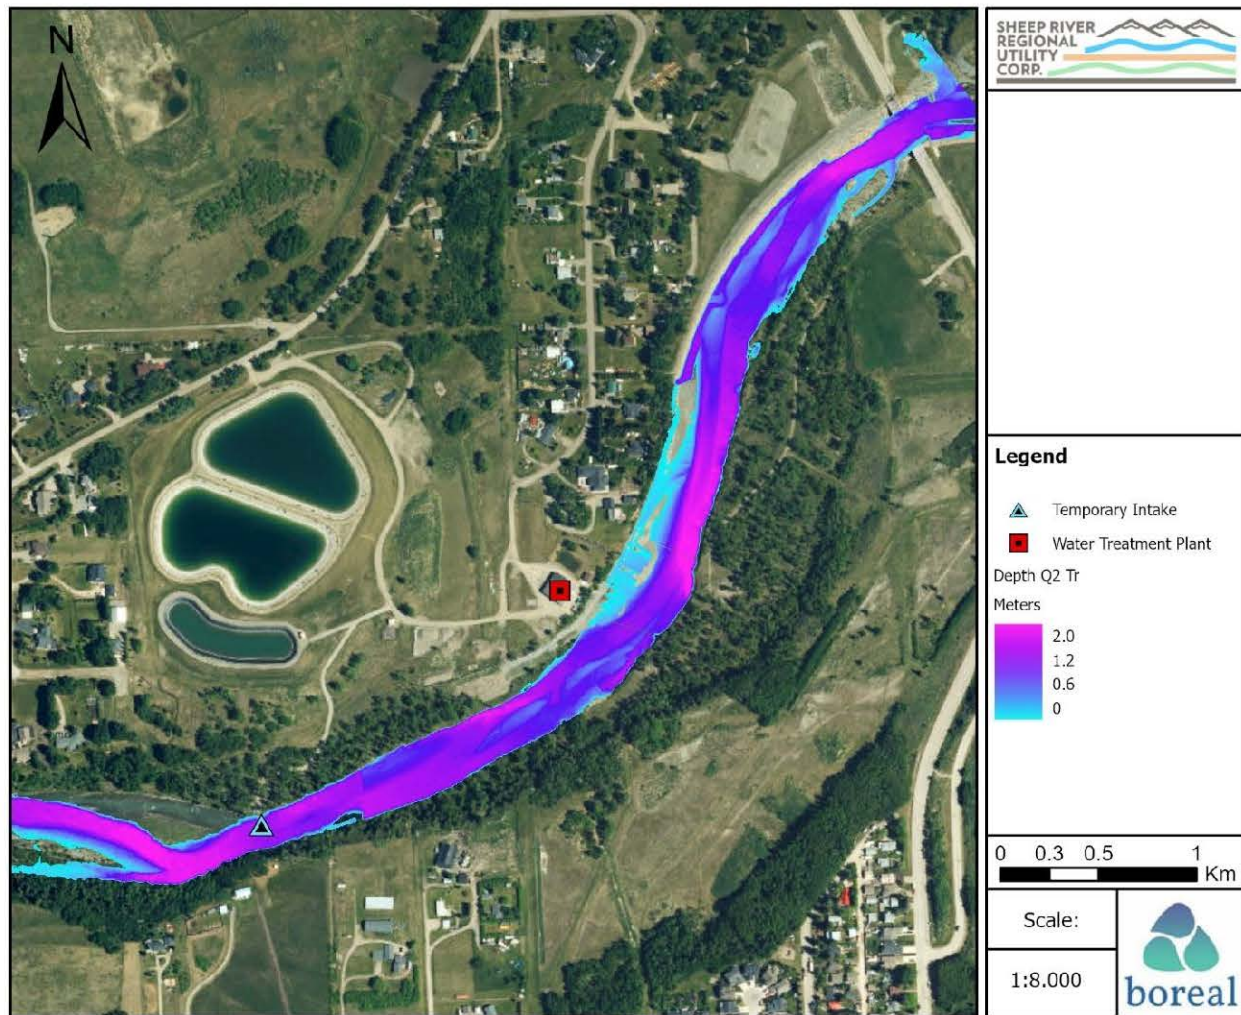 N
SHEEP RIVER
REGIONAL
UTILITY
CORP.
Legend
Temporary Intake
Water Treatment Plant
Depth Q2 Tr
Meters
2.0
1.2
0.6
0
0 0.3 0.5 1
Km
Scale:
1:8.000
boreal